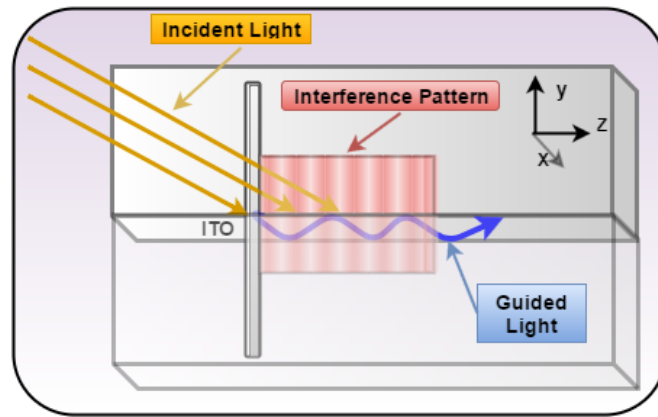 Incident Light
Interference Pattern
y
z
x
ITO
Guided
Light